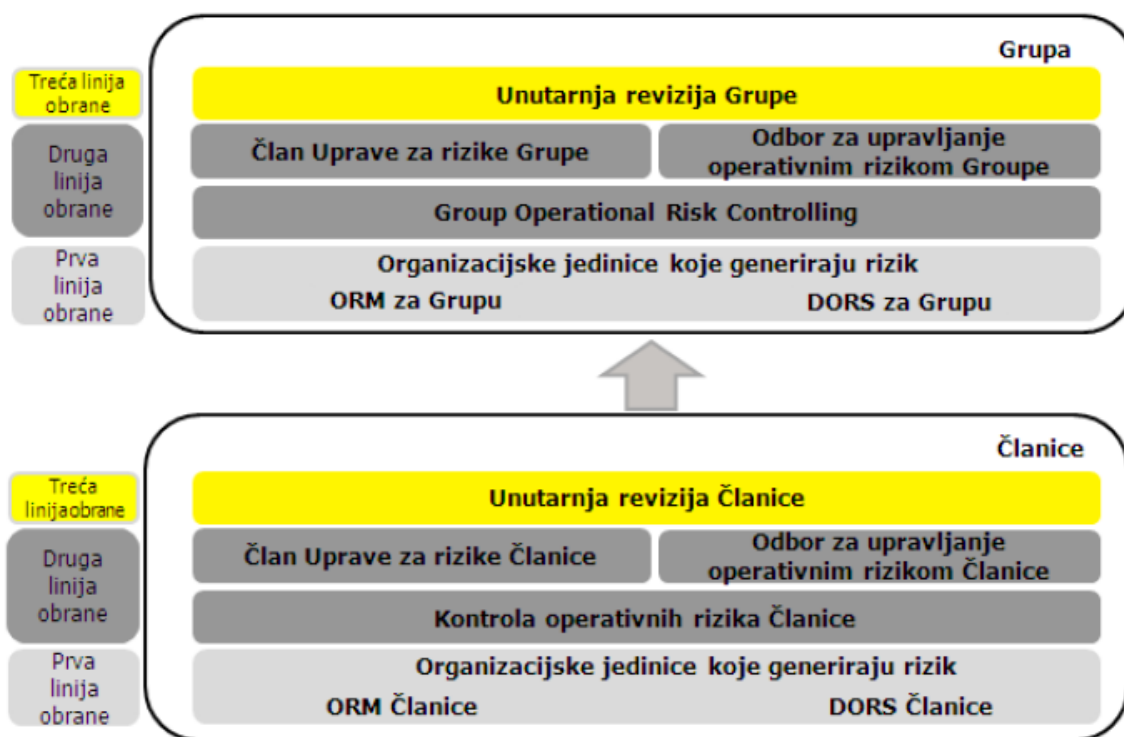 Grupa
Treća linija
obrane
Unutarnja revizija Grupe
Druga
linija
obrane
Član Uprave za rizike Grupe
Odbor za upravljanje
operativnim rizikom Groupe
Group Operational Risk Controlling
Prva
linija
obrane
Organizacijske jedinice koje generiraju rizik
ORM za Grupu
DORS za Grupu
Članice
Treća
linijaobrane
Unutarnja revizija Članice
Druga
linija
obrane
Član Uprave za rizike Članice
Odbor za upravljanje
operativnim rizikom Članice
Kontrola operativnih rizika Članice
Prva
linija
obrane
Organizacijske jedinice koje generiraju rizik
ORM Članice
DORS Članice